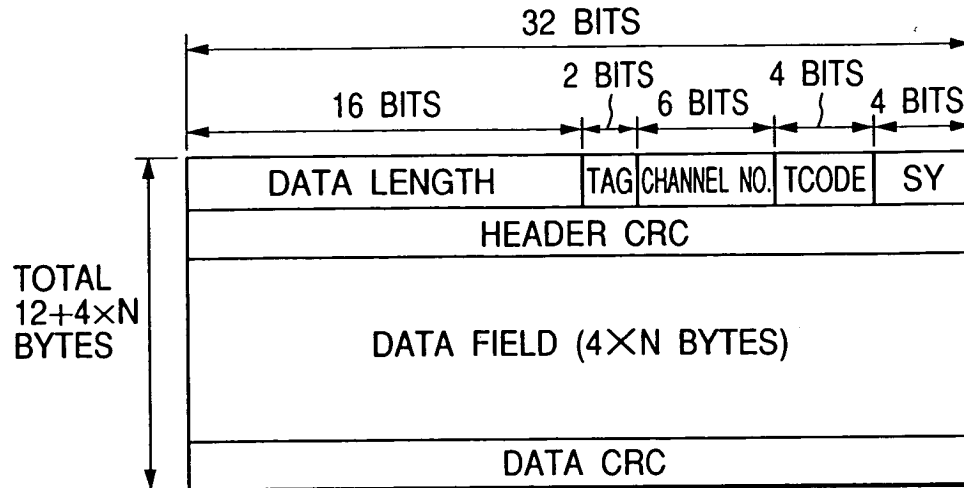 32 BITS
2 BITS 4 BITS
16 BITS 6 BITS 4 BITS
DATA LENGTH TAG CHANNEL NO. TCODE SY
HEADER CRC
TOTAL
12+4×N
BYTES
DATA FIELD (4×N BYTES)
DATA CRC